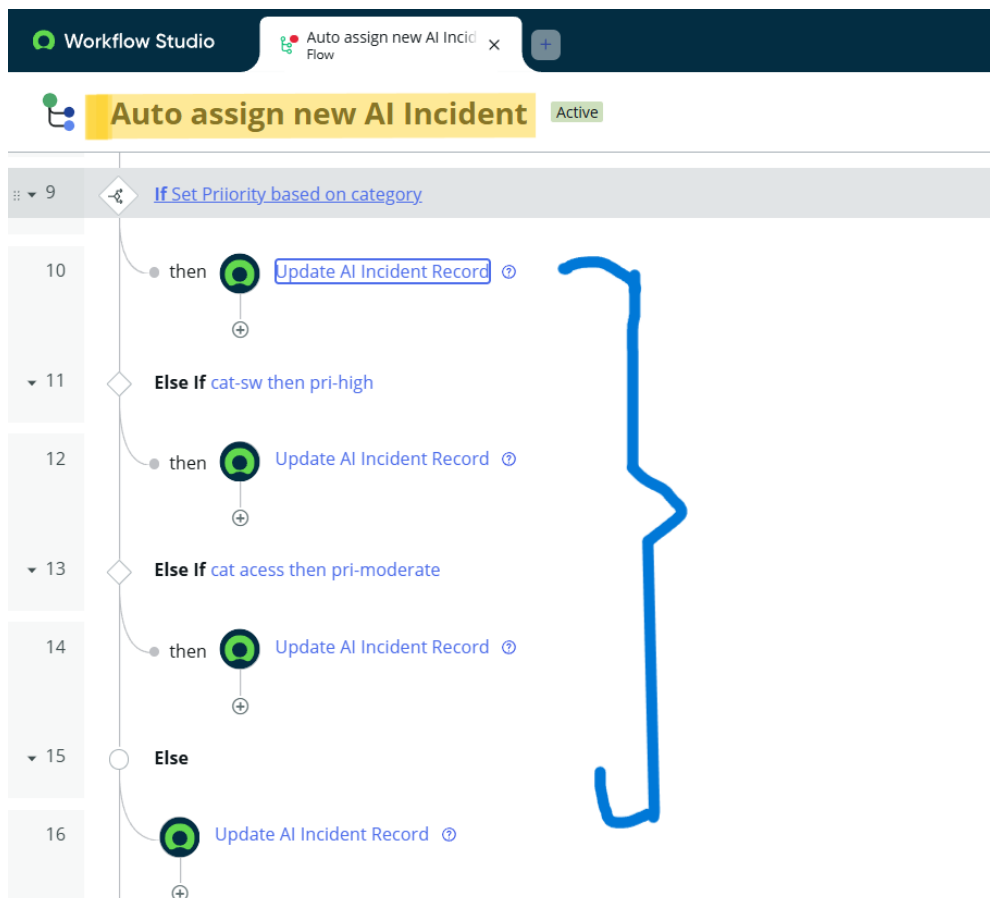 Workflow Studio
Auto assign new AI Incid
Flow
Auto assign new AI Incident
Active
9
If Set Priiority based on category
10
then
Update AI Incident Record
11
Else If cat-sw then pri-high
12
then
Update AI Incident Record
13
Else If cat acess then pri-moderate
14
then
Update AI Incident Record
15
Else
16
Update AI Incident Record